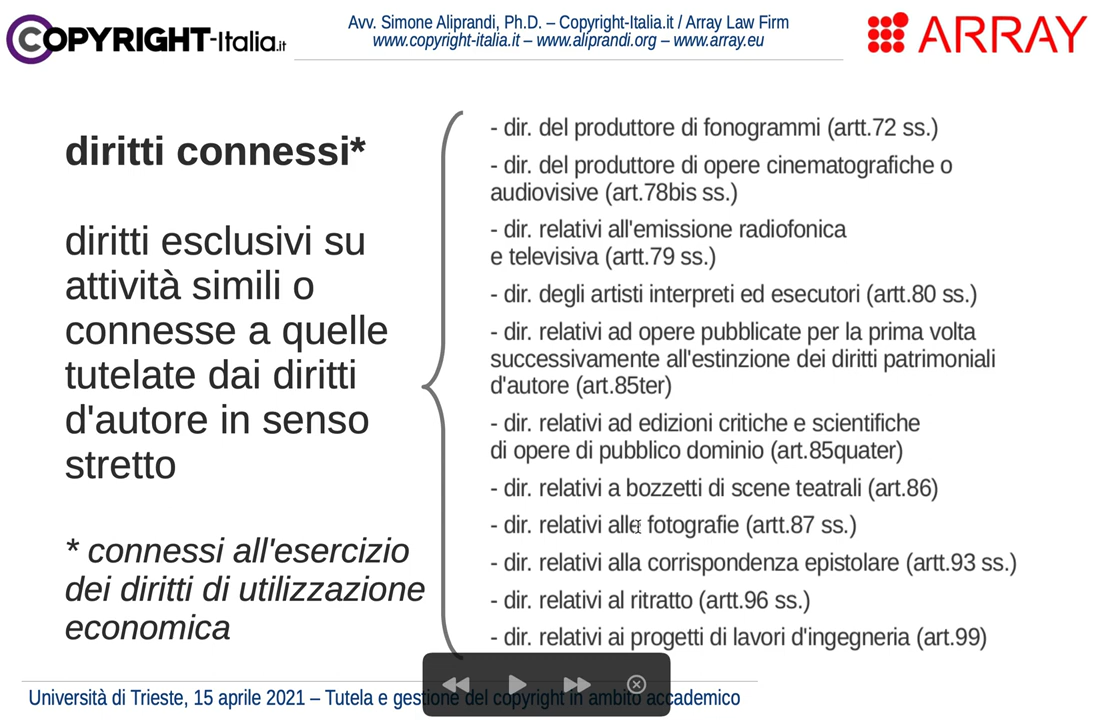 COPYRIGHT-Italia.it
Avv. Simone Aliprandi, Ph.D. – Copyright-Italia.it / Array Law Firm
www.copyright-italia.it – www.aliprandi.org – www.array.eu
ARRAY
diritti connessi*
diritti esclusivi su
attività simili o
connesse a quelle
tutelate dai diritti
d'autore in senso
stretto
* connessi all'esercizio
dei diritti di utilizzazione
economica
- dir. del produttore di fonogrammi (artt.72 ss.)
- dir. del produttore di opere cinematografiche o
audiovisive (art.78bis ss.)
- dir. relativi all'emissione radiofonica
e televisiva (artt.79 ss.)
- dir. degli artisti interpreti ed esecutori (artt.80 ss.)
- dir. relativi ad opere pubblicate per la prima volta
successivamente all'estinzione dei diritti patrimoniali
d'autore (art.85ter)
- dir. relativi ad edizioni critiche e scientifiche
di opere di pubblico dominio (art.85quater)
- dir. relativi a bozzetti di scene teatrali (art.86)
- dir. relativi alle fotografie (artt.87 ss.)
- dir. relativi alla corrispondenza epistolare (artt.93 ss.)
- dir. relativi al ritratto (artt.96 ss.)
- dir. relativi ai progetti di lavori d'ingegneria (art.99)
Università di Trieste, 15 aprile 2021 – Tutela e gestione del copyright in ambito accademico